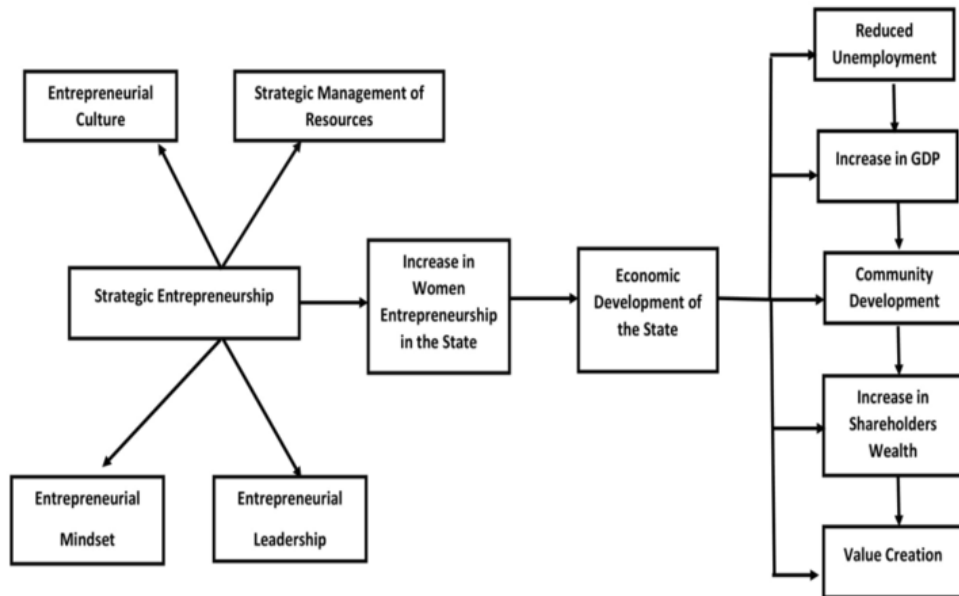 Reduced
Unemployment
Entrepreneurial
Culture
Strategic Management of
Resources
Increase in GDP
Strategic Entrepreneurship
Increase in
Women
Entrepreneurship
in the State
Economic
Development of
the State
Community
Development
Increase in
Shareholders
Wealth
Entrepreneurial
Mindset
Entrepreneurial
Leadership
Value Creation